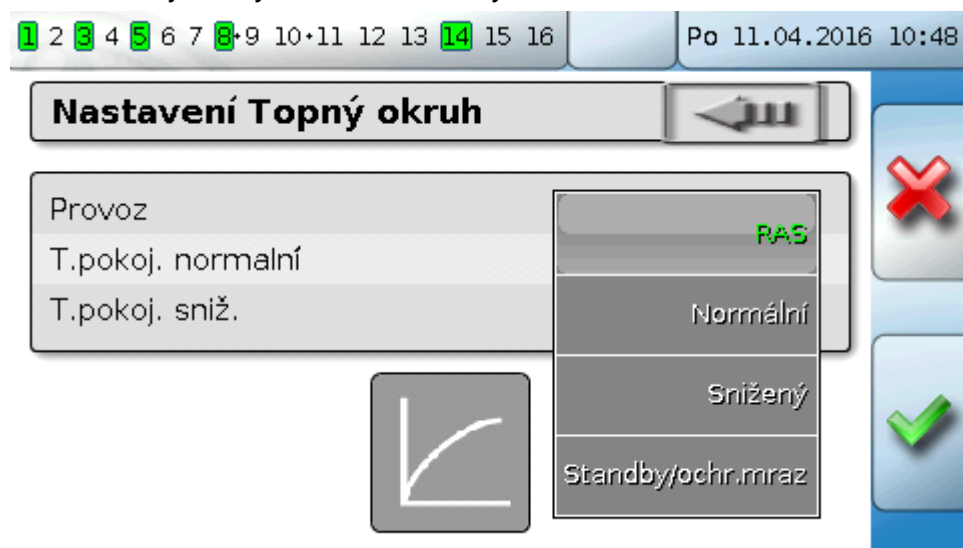 1 2 3 4 5 6 7 8•9 10•11 12 13 14 15 16 Po 11.04.2016 10:48
Nastavení Topný okruh
Provoz
T.pokoj. normalní
T.pokoj. sniž.
RAS
Normální
Snižený
Standby/ochr.mraz